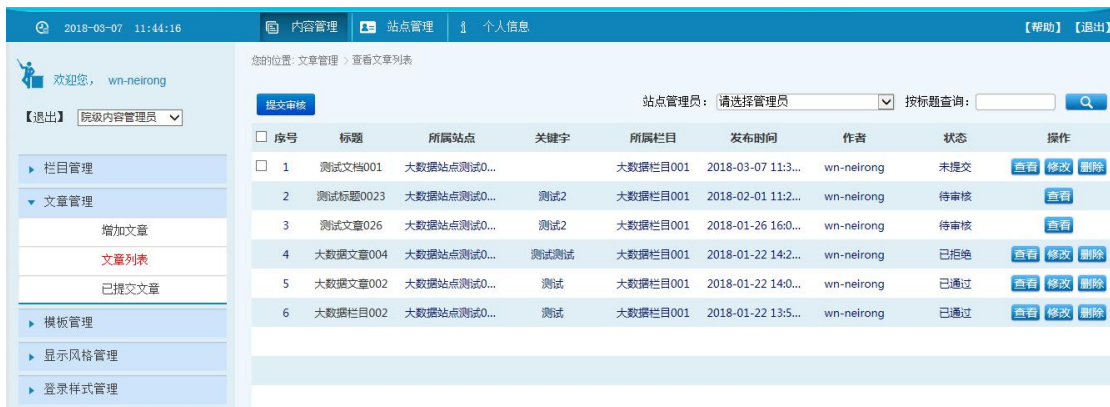 2018-03-07 11:44:16 内容管理 站点管理 个人信息 【帮助】 【退出】
欢迎您， wn-neirong
【退出】 院级内容管理员
栏目管理
文章管理
增加文章
文章列表
已提交文章
模板管理
显示风格管理
登录样式管理
您的位置: 文章管理 > 查看文章列表
提交审核 站点管理员： 请选择管理员 按标题查询：
序号 标题 所属站点 关键字 所属栏目 发布时间 作者 状态 操作
1 测试文档001 大数据站点测试0... 大数据栏目001 2018-03-07 11:3... wn-neirong 未提交 查看 修改 删除
2 测试标题0023 大数据站点测试0... 测试2 大数据栏目001 2018-02-01 11:2... wn-neirong 待审核 查看
3 测试文章026 大数据站点测试0... 测试2 大数据栏目001 2018-01-26 16:0... wn-neirong 待审核 查看
4 大数据文章004 大数据站点测试0... 测试测试 大数据栏目001 2018-01-22 14:2... wn-neirong 已拒绝 查看 修改 删除
5 大数据文章002 大数据站点测试0... 测试 大数据栏目001 2018-01-22 14:0... wn-neirong 已通过 查看 修改 删除
6 大数据栏目002 大数据站点测试0... 测试 大数据栏目001 2018-01-22 13:5... wn-neirong 已通过 查看 修改 删除